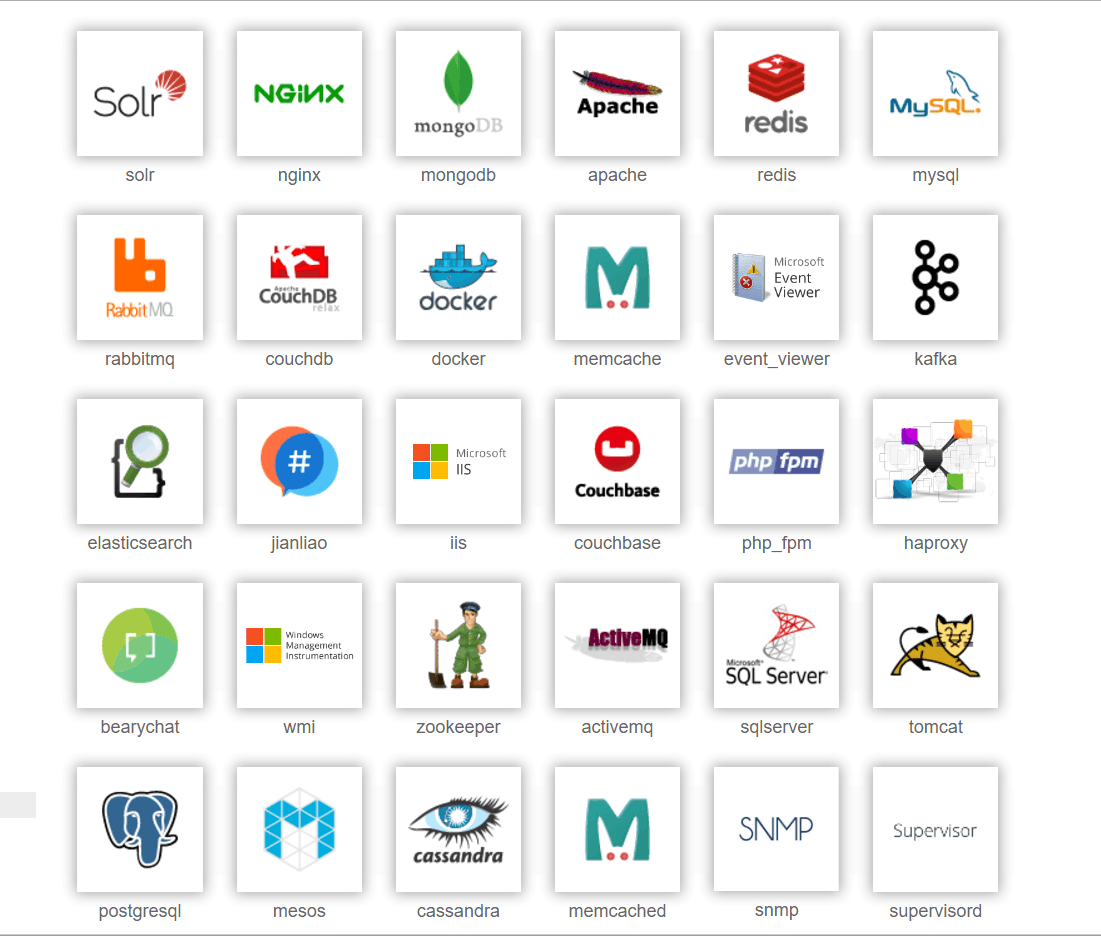 Solr
NGiNX
mongoDB
Apache
redis
MySQL.
solr
nginx
mongodb
apache
redis
mysql
RabbitMQ
Apache
CouchDB
relax
docker
Microsoft
Event
Viewer
rabbitmq
couchdb
docker
memcache
event_viewer
kafka
#
Microsoft
IIS
Couchbase
php fpm
elasticsearch
jianliao
iis
couchbase
php_fpm
haproxy
Windows
Management
Instrumentation
ActiveMQ
Microsoft®
SQL Server®
bearychat
wmi
zookeeper
activemq
sqlserver
tomcat
cassandra
SNMP
Supervisor
postgresql
mesos
cassandra
memcached
snmp
supervisord